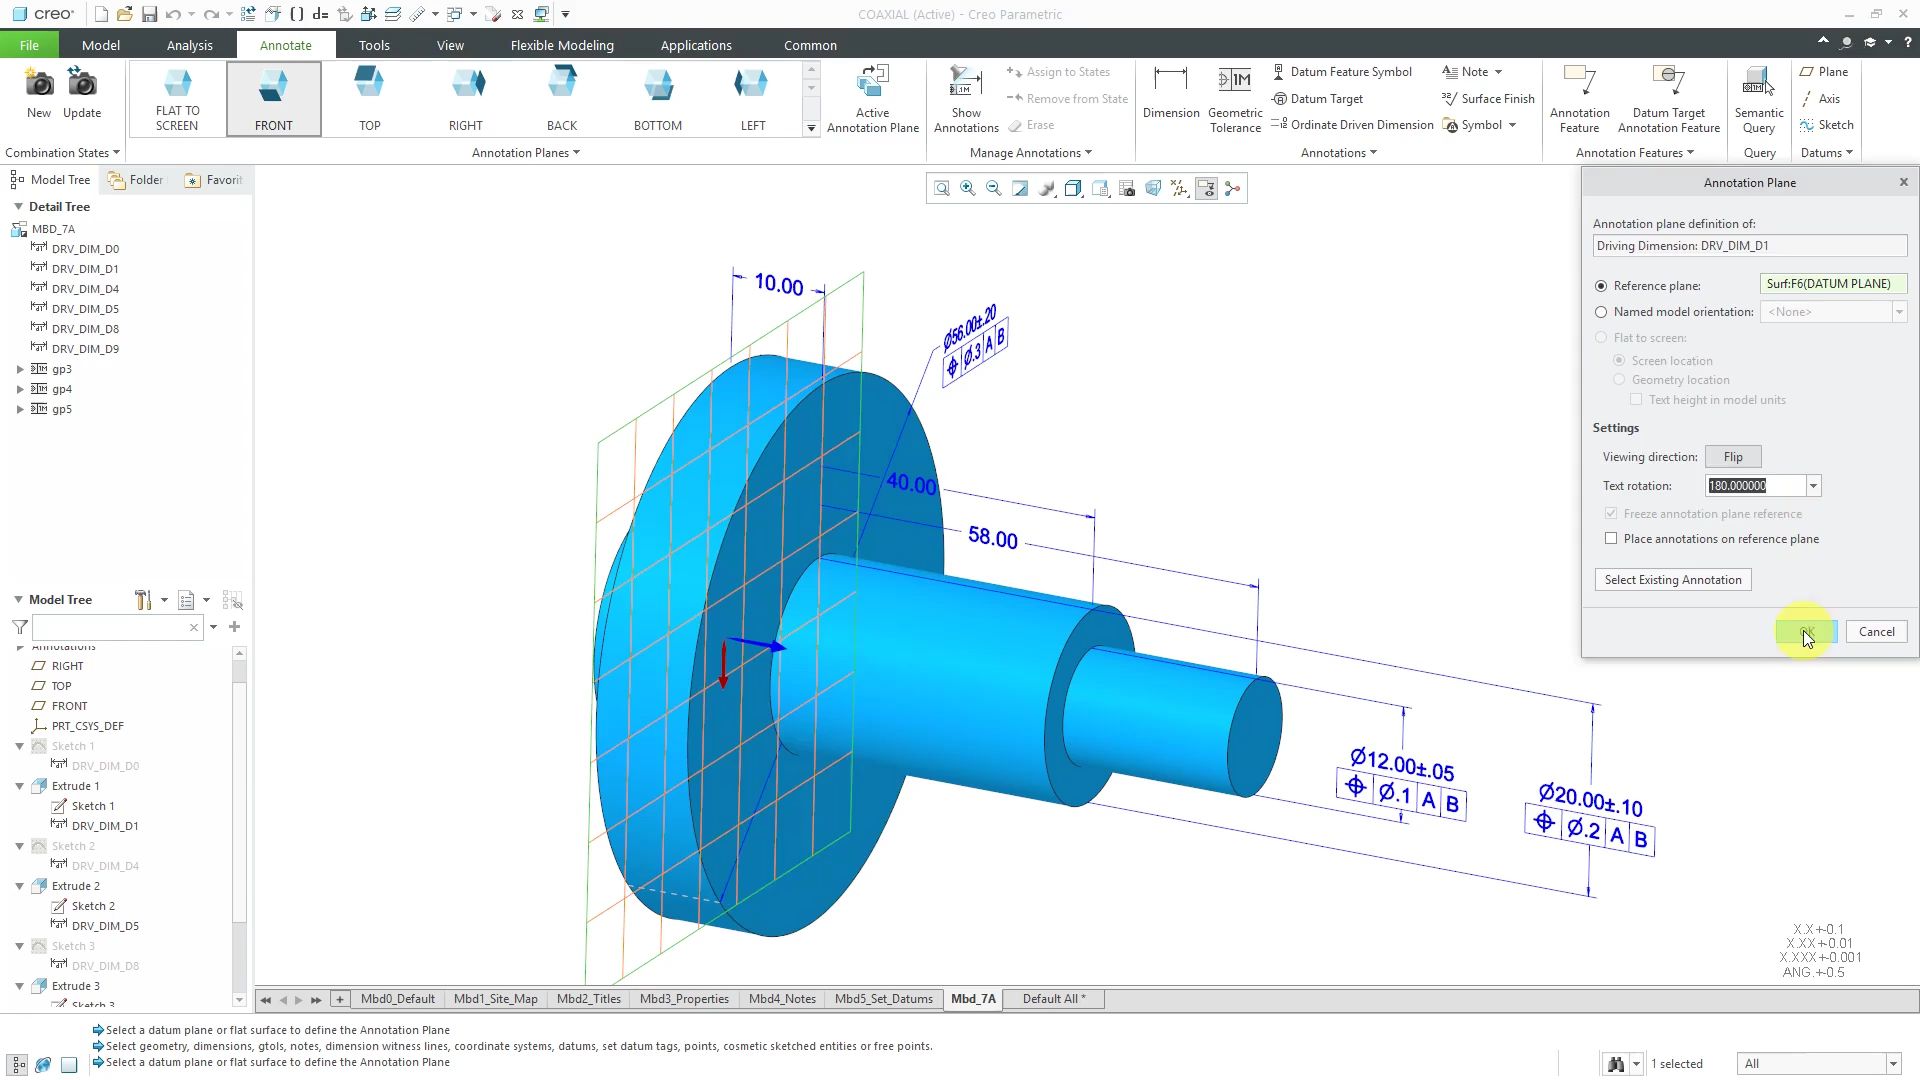 creo°
COAXIAL (Active) - Creo Parametric
File
Model
Analysis
Annotate
Tools
View
Flexible Modeling
Applications
Common
New
Update
FLAT TO SCREEN
FRONT
TOP
RIGHT
BACK
BOTTOM
LEFT
Active Annotation Plane
Show Annotations
Assign to States
Remove from State
Erase
Dimension
Geometric Tolerance
Datum Feature Symbol
Datum Target
Ordinate Driven Dimension
Note
Surface Finish
Symbol
Annotation Feature
Datum Target Annotation Feature
Semantic Query
Plane
Axis
Sketch
Combination States
Annotation Planes
Manage Annotations
Annotations
Annotation Features
Query
Datums
Model Tree
Folder
Favorit
Detail Tree
MBD_7A
DRV_DIM_D0
DRV_DIM_D1
DRV_DIM_D4
DRV_DIM_D5
DRV_DIM_D8
DRV_DIM_D9
gp3
gp4
gp5
Model Tree
Annotations
RIGHT
TOP
FRONT
PRT_CSYS_DEF
Sketch 1
DRV_DIM_D0
Extrude 1
Sketch 1
DRV_DIM_D1
Sketch 2
DRV_DIM_D4
Extrude 2
Sketch 2
DRV_DIM_D5
Sketch 3
DRV_DIM_D8
Extrude 3
Sketch 3
10.00
Ø56.00±.20
⌖ Ø.3 A B
40.00
58.00
Ø12.00±.05
⌖ Ø.1 A B
Ø20.00±.10
⌖ Ø.2 A B
X.X+-0.1
X.XX+-0.01
X.XXX+-0.001
ANG.+-0.5
Annotation Plane
Annotation plane definition of:
Driving Dimension: DRV_DIM_D1
Reference plane:
Surf:F6(DATUM PLANE)
Named model orientation:
<None>
Flat to screen:
Screen location
Geometry location
Text height in model units
Settings
Viewing direction:
Flip
Text rotation:
180.000000
Freeze annotation plane reference
Place annotations on reference plane
Select Existing Annotation
OK
Cancel
Mbd0_Default
Mbd1_Site_Map
Mbd2_Titles
Mbd3_Properties
Mbd4_Notes
Mbd5_Set_Datums
Mbd_7A
Default All *
Select a datum plane or flat surface to define the Annotation Plane
Select geometry, dimensions, gtols, notes, dimension witness lines, coordinate systems, datums, set datum tags, points, cosmetic sketched entities or free points.
Select a datum plane or flat surface to define the Annotation Plane
1 selected
All